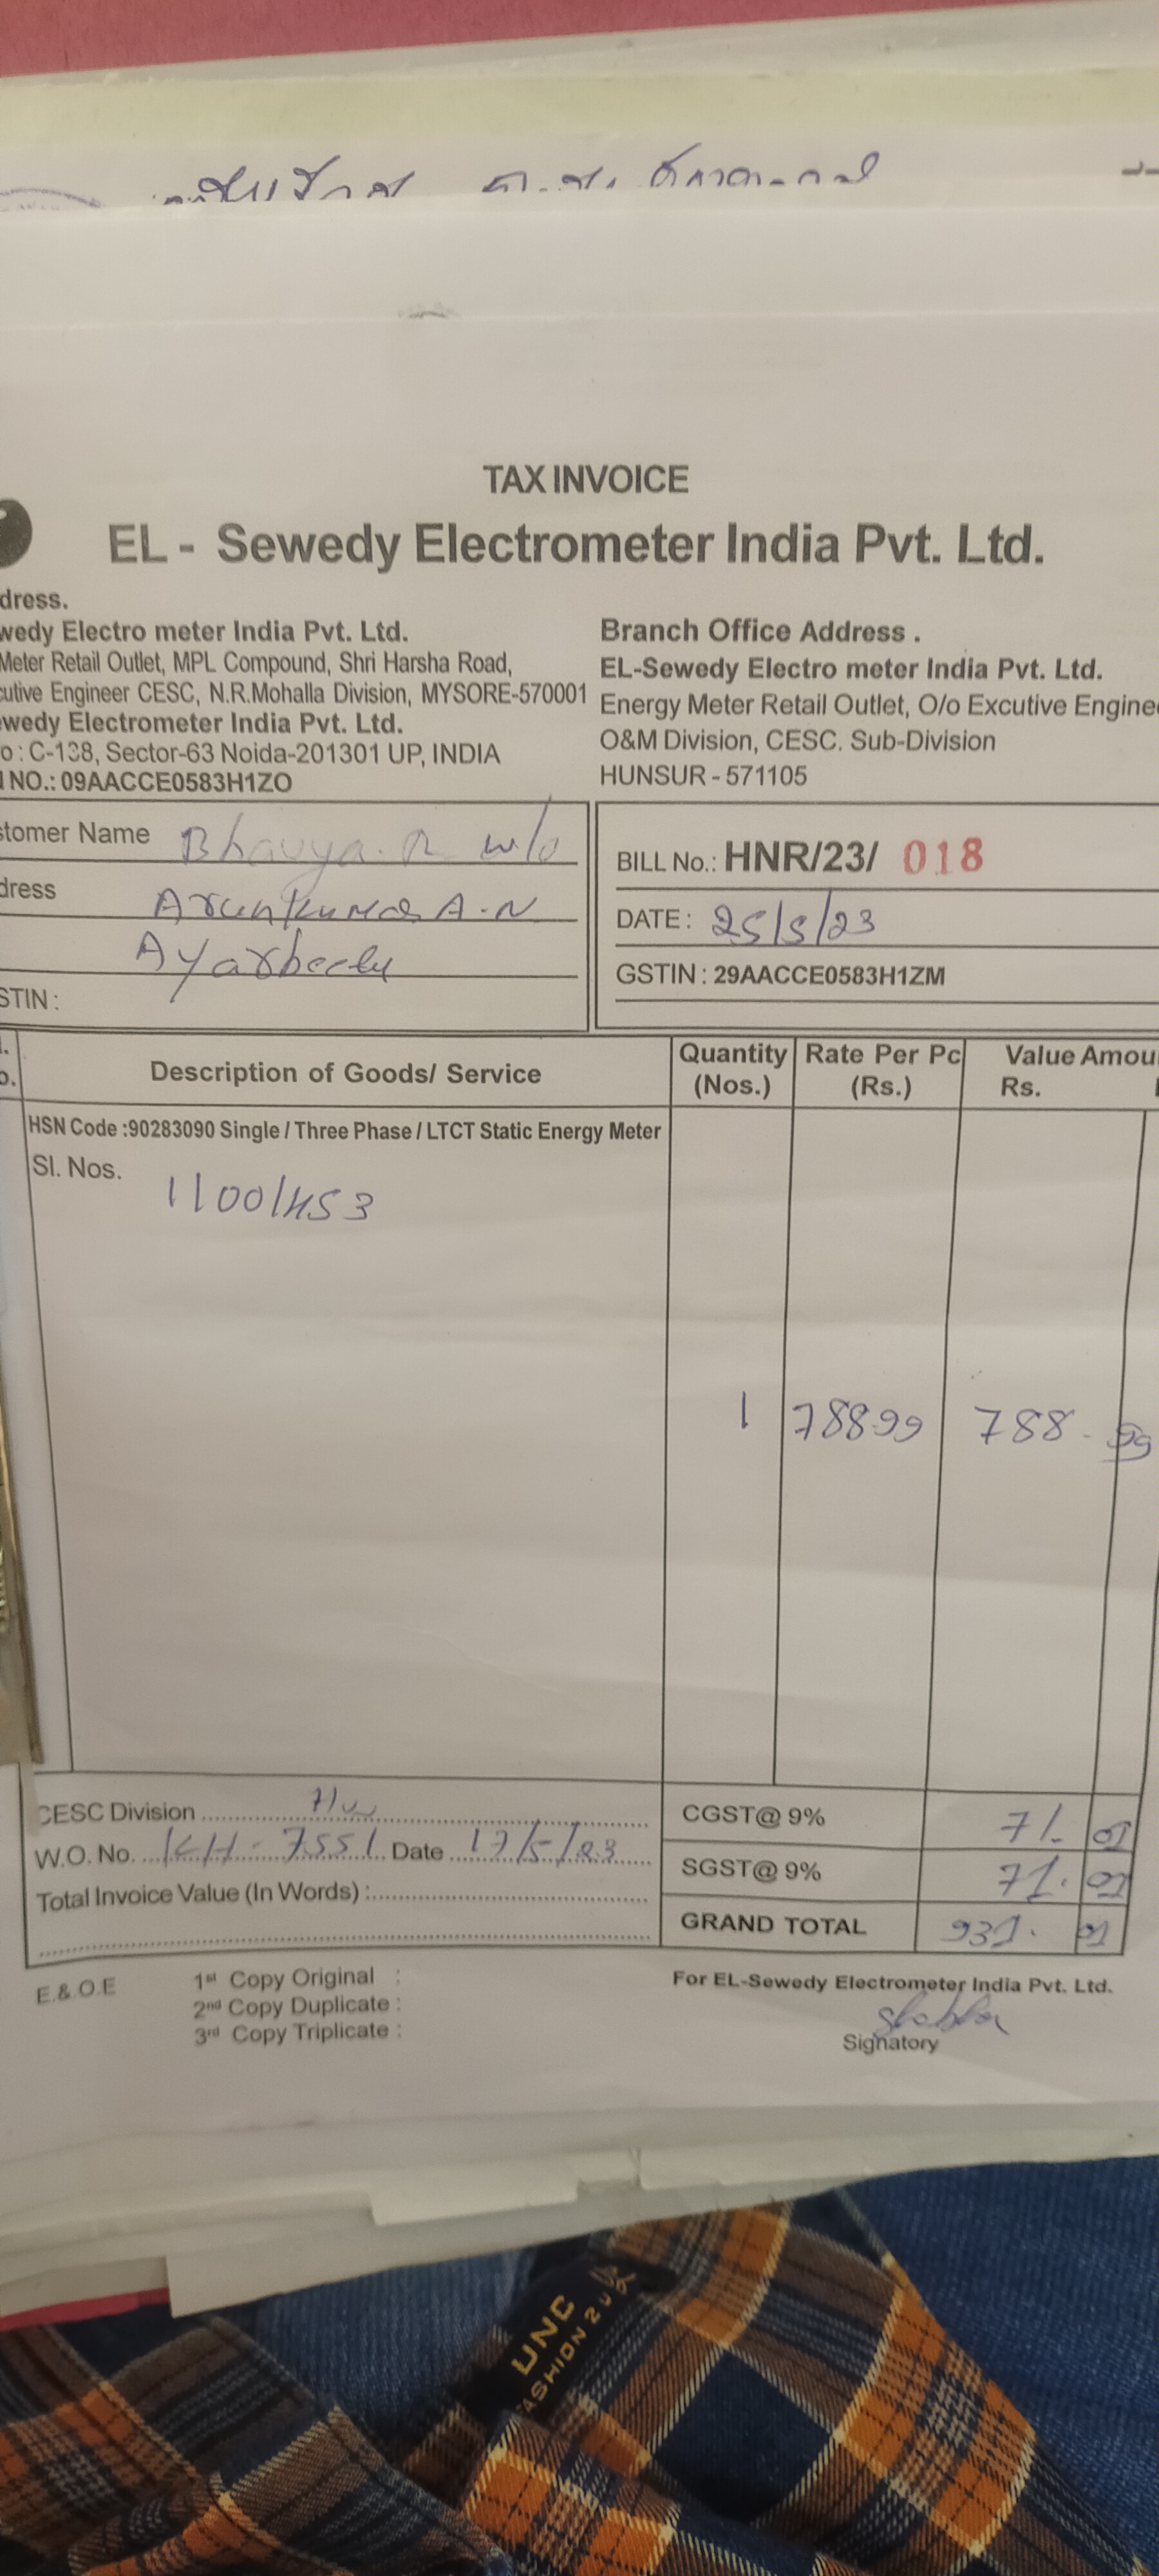 TAX INVOICE
EL - Sewedy Electrometer India Pvt. Ltd.
dress.
wedy Electro meter India Pvt. Ltd.
Meter Retail Outlet, MPL Compound, Shri Harsha Road,
cutive Engineer CESC, N.R.Mohalla Division, MYSORE-570001
wedy Electrometer India Pvt. Ltd.
o : C-138, Sector-63 Noida-201301 UP, INDIA
NO.: 09AACCE0583H1ZO
Branch Office Address .
EL-Sewedy Electro meter India Pvt. Ltd.
Energy Meter Retail Outlet, O/o Excutive Enginee
O&M Division, CESC. Sub-Division
HUNSUR - 571105
stomer Name Bhavya. R w/o
dress Arunkumar A.N
Ayarbeedu
STIN :
BILL No.: HNR/23/ 018
DATE : 25/5/23
GSTIN : 29AACCE0583H1ZM
Description of Goods/ Service
Quantity (Nos.)
Rate Per Pc (Rs.)
Value Amou
Rs.
HSN Code :90283090 Single / Three Phase / LTCT Static Energy Meter
Sl. Nos. 11001453
1 78899 788-99
CESC Division
W.O. No. KH-7551 Date 17/5/23
Total Invoice Value (In Words) :
CGST@ 9% 71. 01
SGST@ 9% 71. 01
GRAND TOTAL 931. 01
E.& O.E
1st Copy Original :
2nd Copy Duplicate :
3rd Copy Triplicate :
For EL-Sewedy Electrometer India Pvt. Ltd.
Signatory
UNC
ASHION 2 U